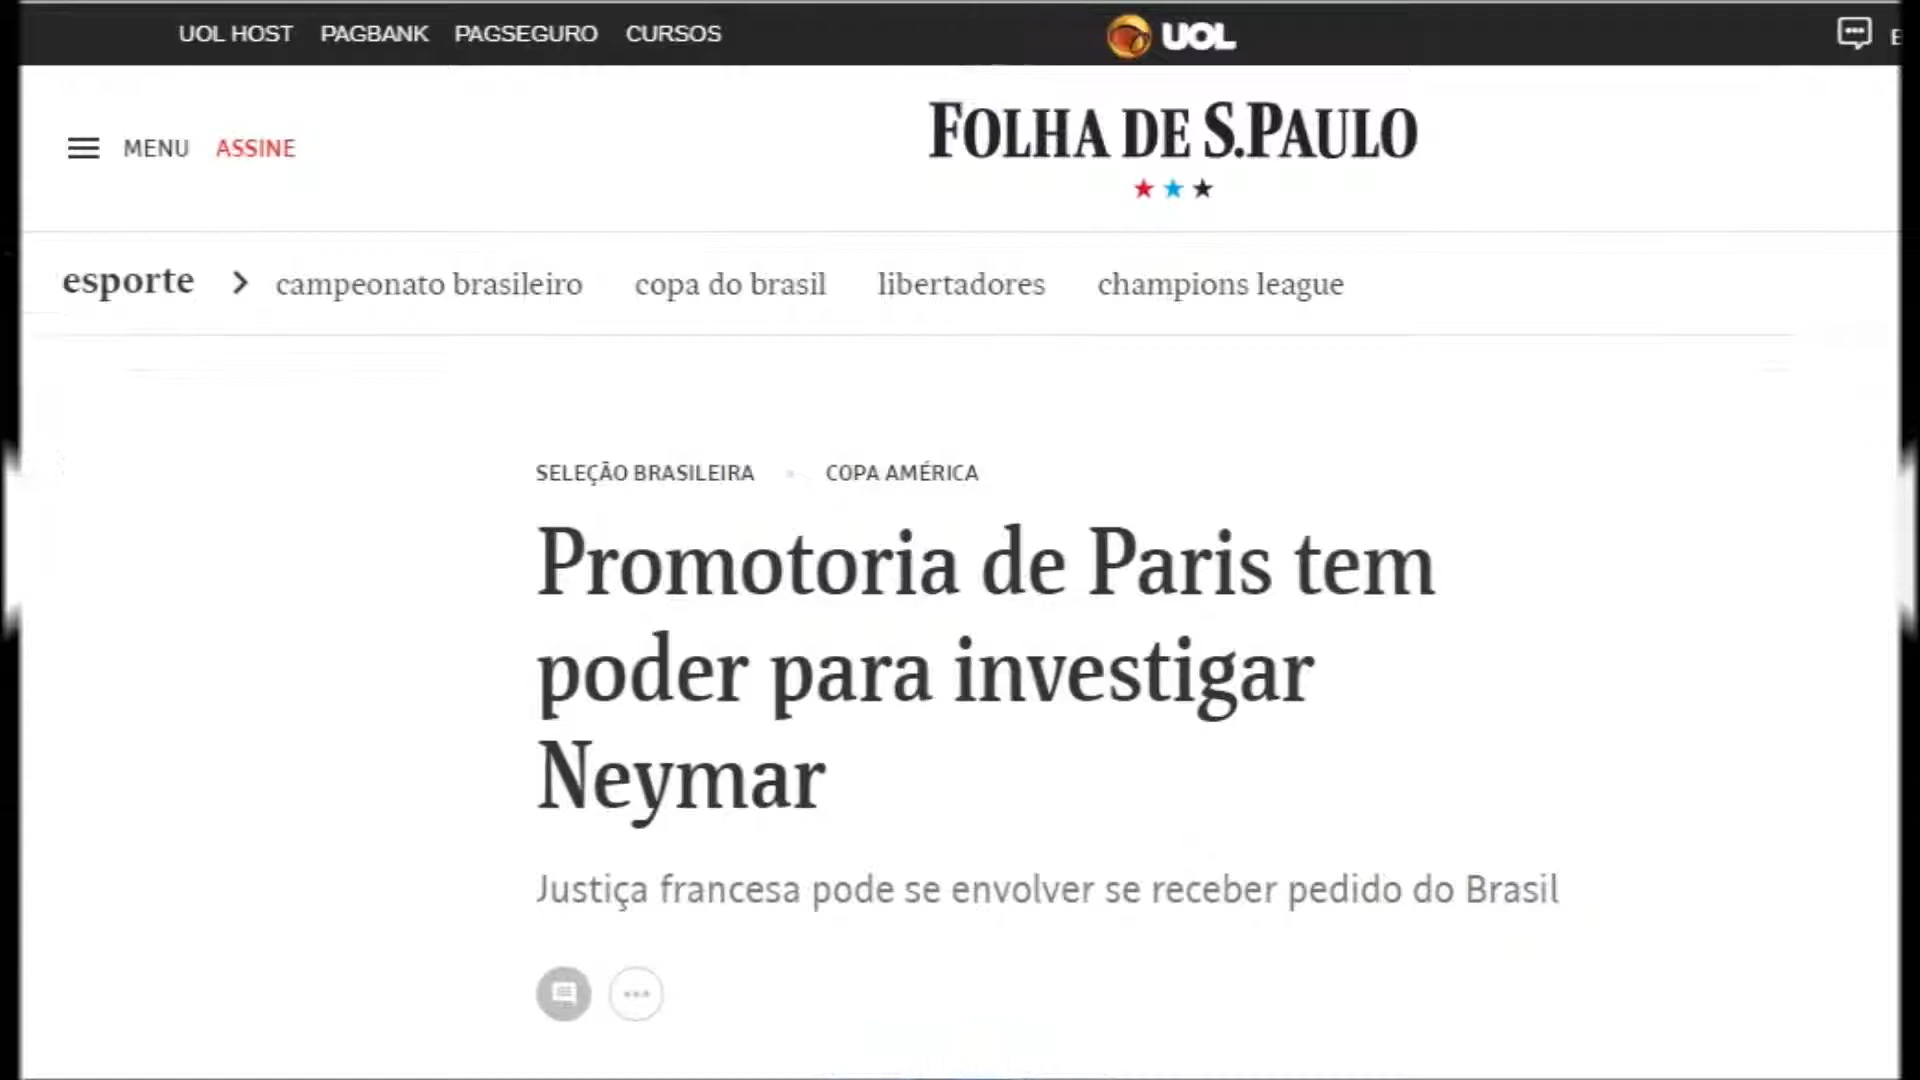 UOL HOST PAGBANK PAGSEGURO CURSOS UOL
MENU ASSINE FOLHA DE S.PAULO
esporte campeonato brasileiro copa do brasil libertadores champions league
SELEÇÃO BRASILEIRA COPA AMÉRICA
Promotoria de Paris tem
poder para investigar
Neymar
Justiça francesa pode se envolver se receber pedido do Brasil